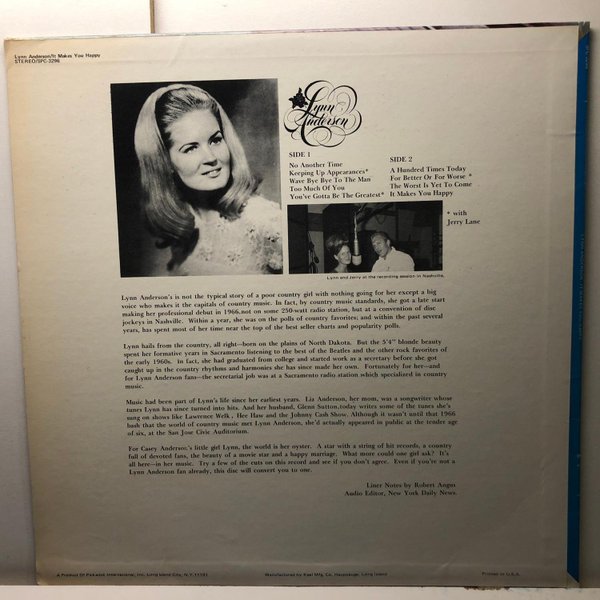 Lynn Anderson/It Makes You Happy
STEREO/SPC-3296
Lynn
Anderson
SIDE 1
No Another Time
Keeping Up Appearances*
Wave Bye Bye To The Man
Too Much Of You
You've Gotta Be The Greatest*
SIDE 2
A Hundred Times Today
For Better Or For Worse *
The Worst Is Yet To Come
It Makes You Happy
* with
Jerry Lane
Lynn and Jerry at the recording session in Nashville.
Lynn Anderson's is not the typical story of a poor country girl with nothing going for her except a big
voice who makes it the capitals of country music. In fact, by country music standards, she got a late start
making her professional debut in 1966,not on some 250-watt radio station, but at a convention of disc
jockeys in Nashville. Within a year, she was on the polls of country favorites; and within the past several
years, has spent most of her time near the top of the best seller charts and popularity polls.
Lynn hails from the country, all right—born on the plains of North Dakota. But the 5'4" blonde beauty
spent her formative years in Sacramento listening to the best of the Beatles and the other rock favorites of
the early 1960s. In fact, she had graduated from college and started work as a secretary before she got
caught up in the country rhythms and harmonies she has since made her own. Fortunately for her—and
for Lynn Anderson fans—the secretarial job was at a Sacramento radio station which specialized in country
music.
Music had been part of Lynn's life since her earliest years. Lia Anderson, her mom, was a songwriter whose
tunes Lynn has since turned into hits. And her husband, Glenn Sutton,today writes some of the tunes she's
sung on shows like Lawrence Welk , Hee Haw and the Johnny Cash Show. Although it wasn't until that 1966
bash that the world of country music met Lynn Anderson, she'd actually appeared in public at the tender age
of six, at the San Jose Civic Auditorium.
For Casey Anderson's little girl Lynn, the world is her oyster. A star with a string of hit records, a country
full of devoted fans, the beauty of a movie star and a happy marriage. What more could one girl ask? It's
all here—in her music. Try a few of the cuts on this record and see if you don't agree. Even if you're not a
Lynn Anderson fan already, this disc will convert you to one.
Liner Notes by Robert Angus
Audio Editor, New York Daily News.
A Product Of Pickwick International, Inc. Long Island City, N.Y. 11101
Manufactured by Keel Mfg. Co. Hauppauge, Long Island
Printed in U.S.A.